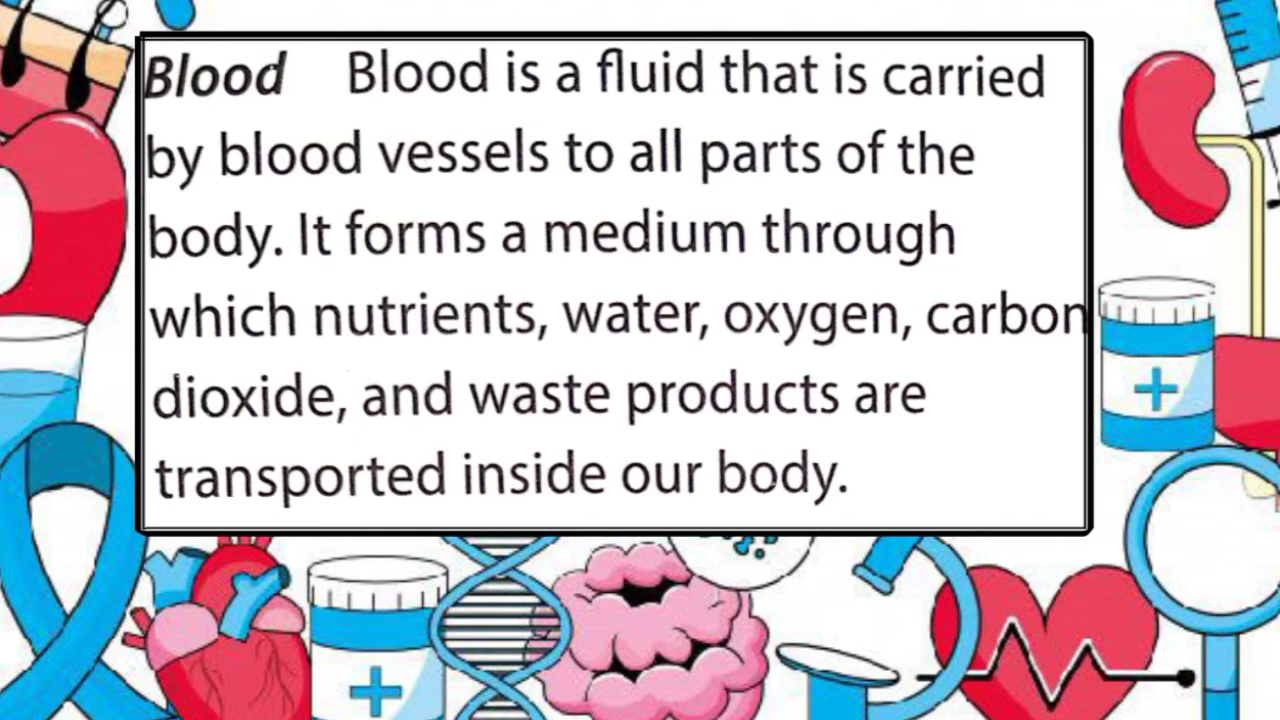 Blood Blood is a fluid that is carried
by blood vessels to all parts of the
body. It forms a medium through
which nutrients, water, oxygen, carbon
dioxide, and waste products are
transported inside our body.